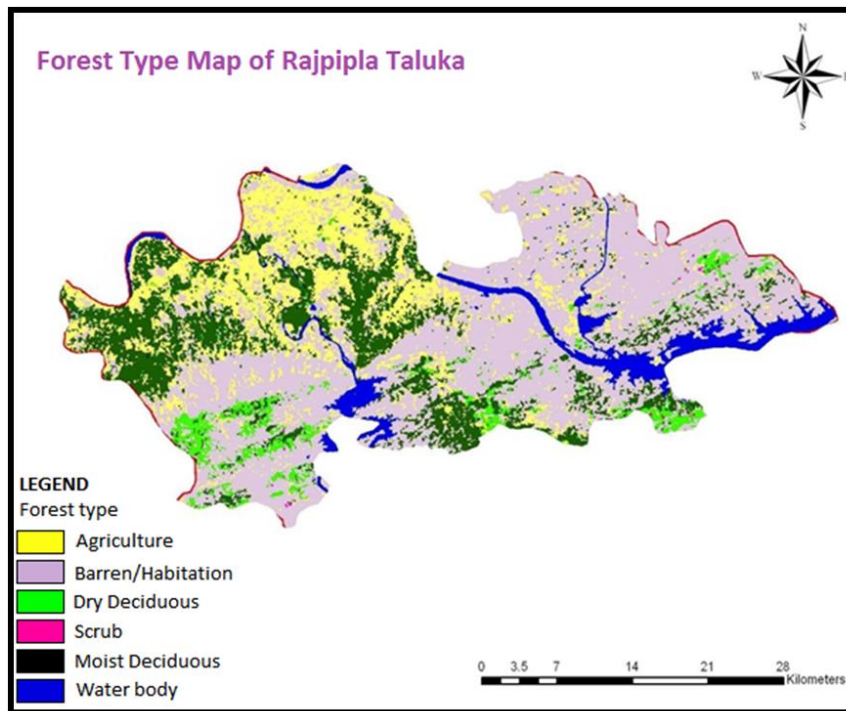 Forest Type Map of Rajpipla Taluka
N
W
E
S
LEGEND
Forest type
Agriculture
Barren/Habitation
Dry Deciduous
Scrub
Moist Deciduous
Water body
0 3.5 7 14 21 28
Kilometers